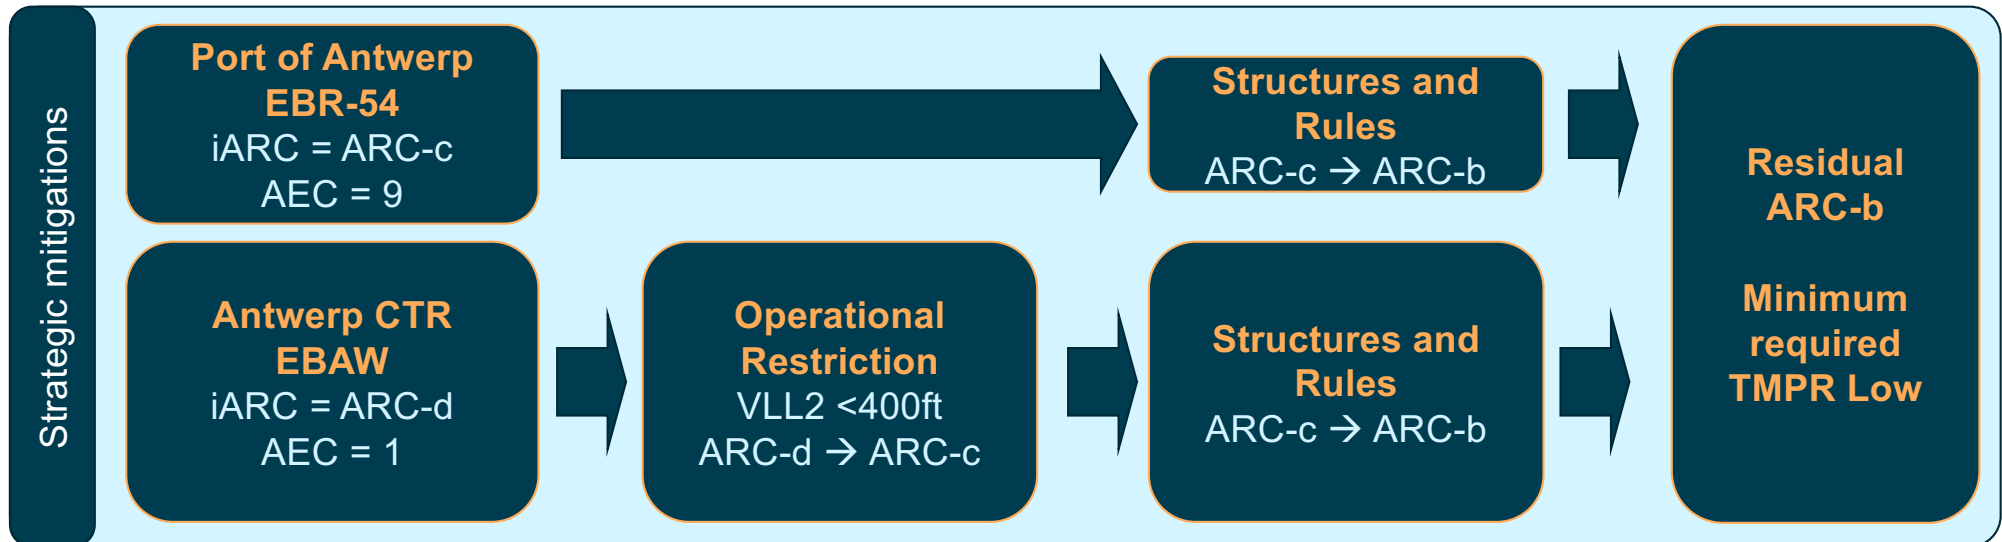 Strategic mitigations
Port of Antwerp
EBR-54
iARC = ARC-c
AEC = 9
Structures and
Rules
ARC-c → ARC-b
Antwerp CTR
EBAW
iARC = ARC-d
AEC = 1
Operational
Restriction
VLL2 <400ft
ARC-d → ARC-c
Structures and
Rules
ARC-c → ARC-b
Residual
ARC-b
Minimum
required
TMPR Low